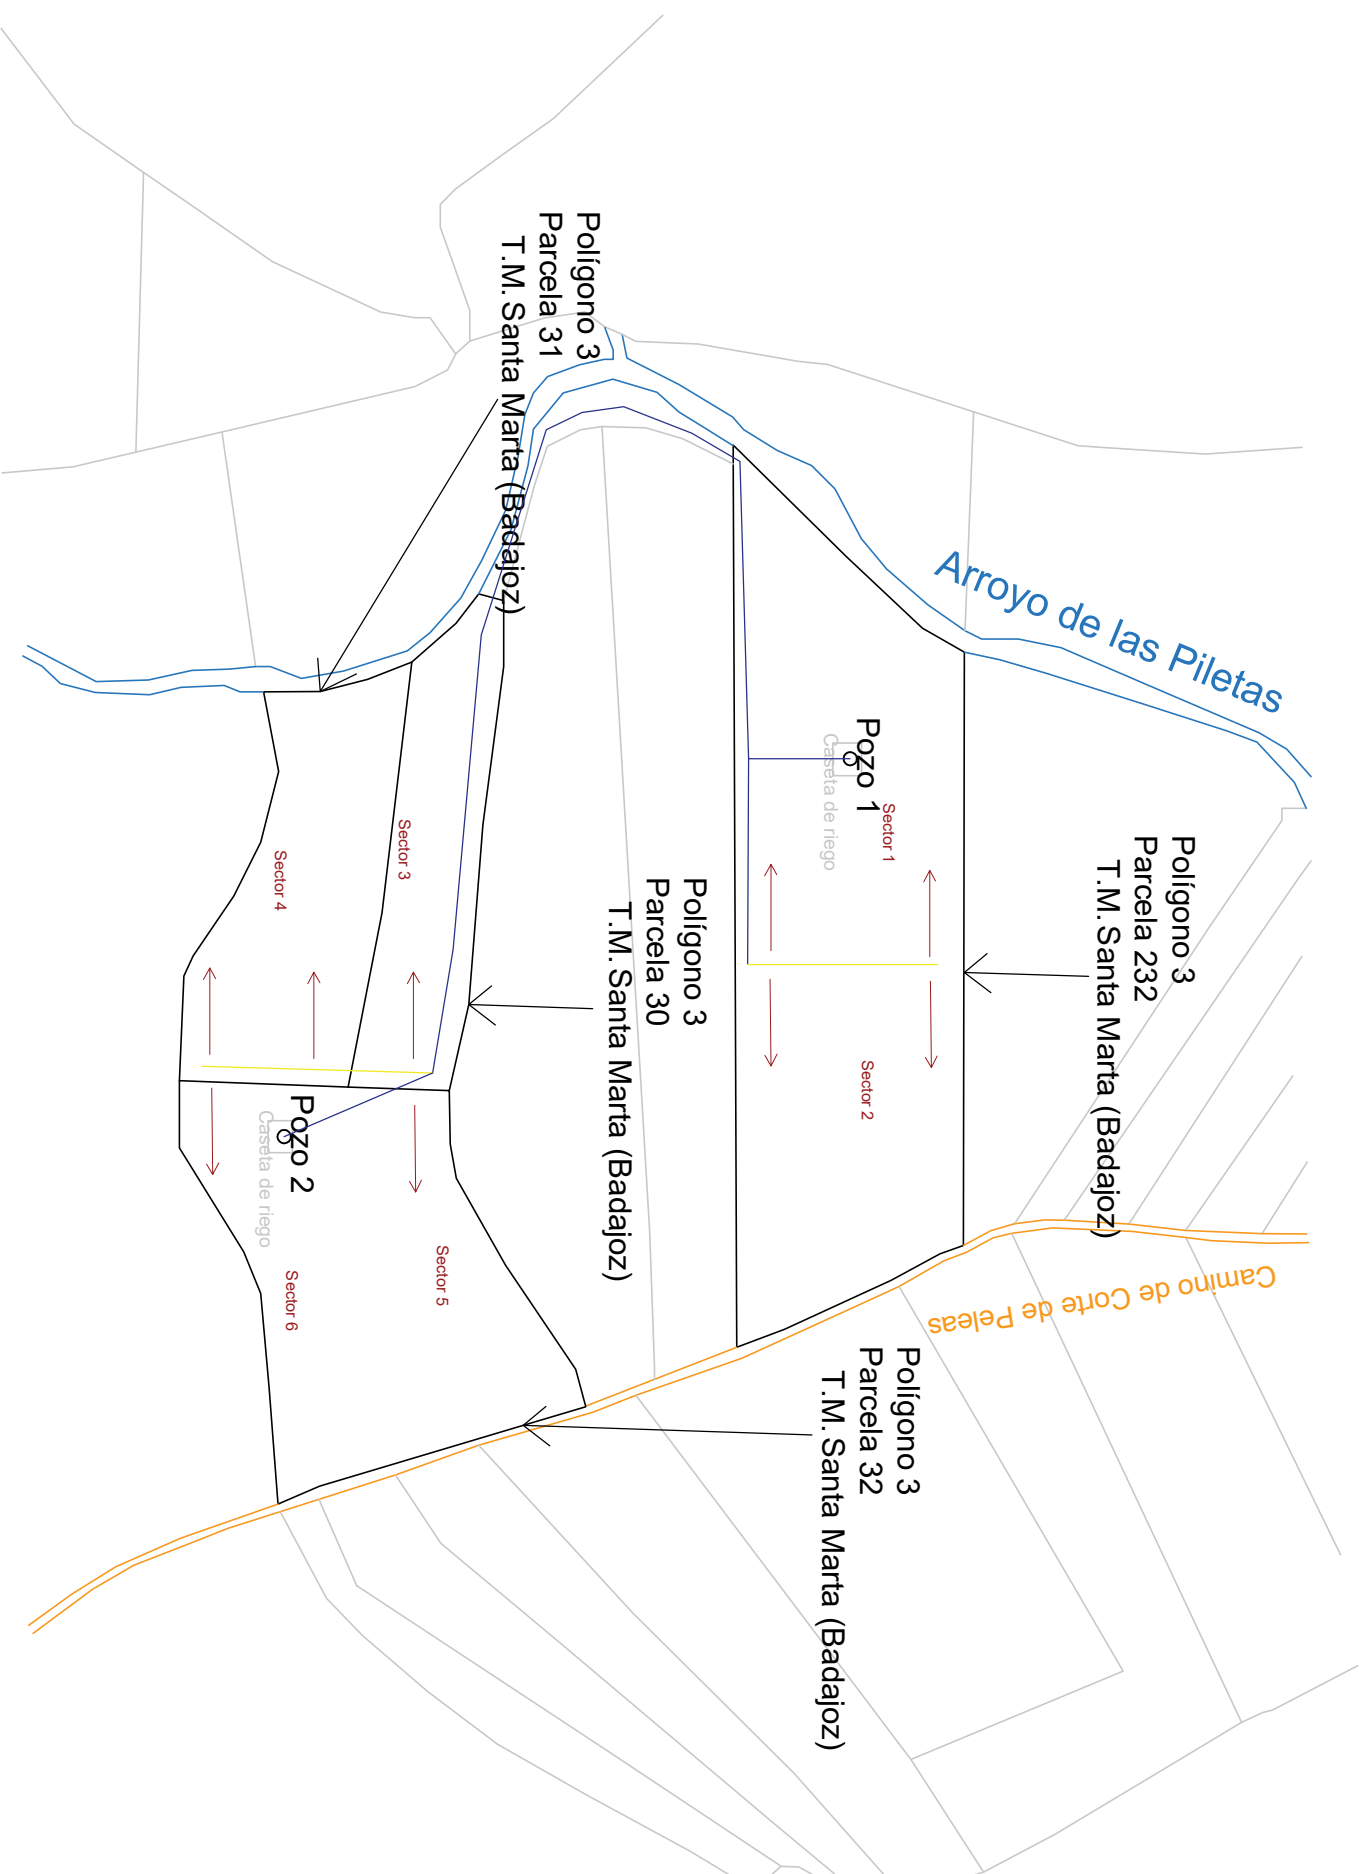 Polígono 3
Parcela 31
T.M. Santa Marta (Badajoz)
Arroyo de las Piletas
Pozo 1
Caseta de riego
Sector 1
Polígono 3
Parcela 232
T.M. Santa Marta (Badajoz)
Sector 3
Sector 4
Polígono 3
Parcela 30
T.M. Santa Marta (Badajoz)
Sector 2
Pozo 2
Caseta de riego
Sector 5
Sector 6
Camino de Corte de Peleas
Polígono 3
Parcela 32
T.M. Santa Marta (Badajoz)